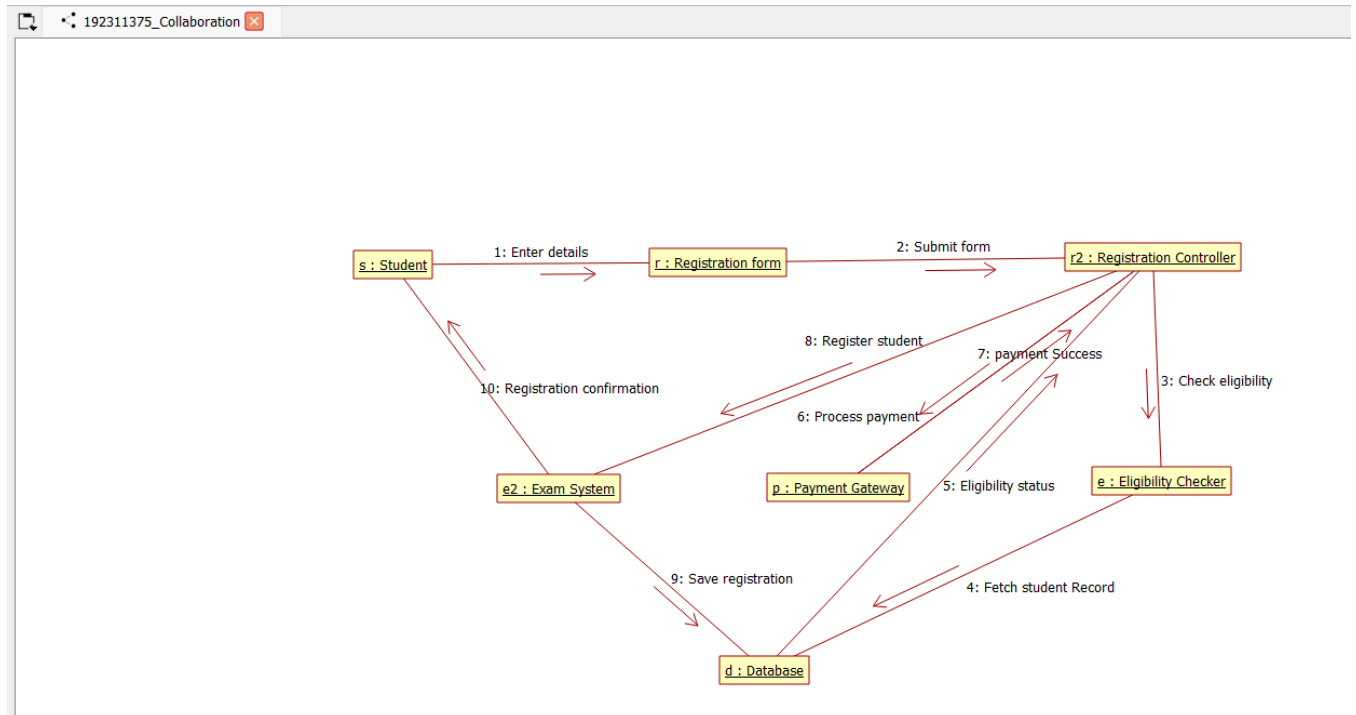 192311375_Collaboration
1: Enter details
2: Submit form
s : Student
r : Registration form
r2 : Registration Controller
8: Register student
7: payment Success
10: Registration confirmation
3: Check eligibility
6: Process payment
e2 : Exam System
p : Payment Gateway
5: Eligibility status
e : Eligibility Checker
9: Save registration
4: Fetch student Record
d : Database